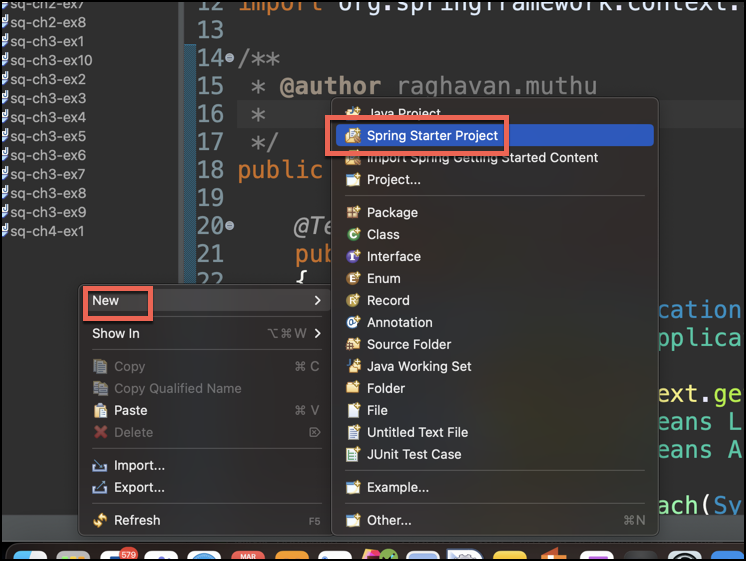 sq-ch2-ex7
sq-ch2-ex8
sq-ch3-ex1
sq-ch3-ex10
sq-ch3-ex2
sq-ch3-ex3
sq-ch3-ex4
sq-ch3-ex5
sq-ch3-ex6
sq-ch3-ex7
sq-ch3-ex8
sq-ch3-ex9
sq-ch4-ex1
12 import org.springframework.context.
13
14 /**
15 * @author raghavan.muthu
16 *
17 */
18 public
19
20 @Te
21 pub
22 {
cation
pplica
ext.ge
eans L
eans A
ach(Sy
New
Show In ⌥⌘W
Copy ⌘C
Copy Qualified Name
Paste ⌘V
Delete ⌦
Import...
Export...
Refresh F5
Java Project
Spring Starter Project
Import Spring Getting Started Content
Project...
Package
Class
Interface
Enum
Record
Annotation
Source Folder
Java Working Set
Folder
File
Untitled Text File
JUnit Test Case
Example...
Other... ⌘N
579
MAR